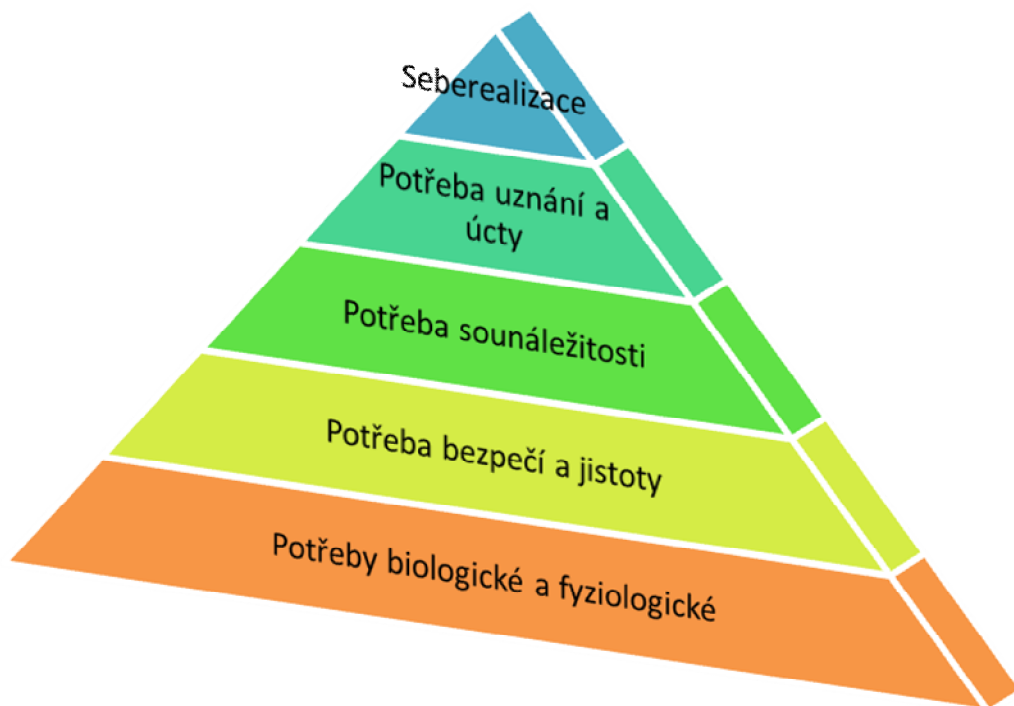 Seberealizace
Potřeba uznání a
úcty
Potřeba sounáležitosti
Potřeba bezpečí a jistoty
Potřeby biologické a fyziologické